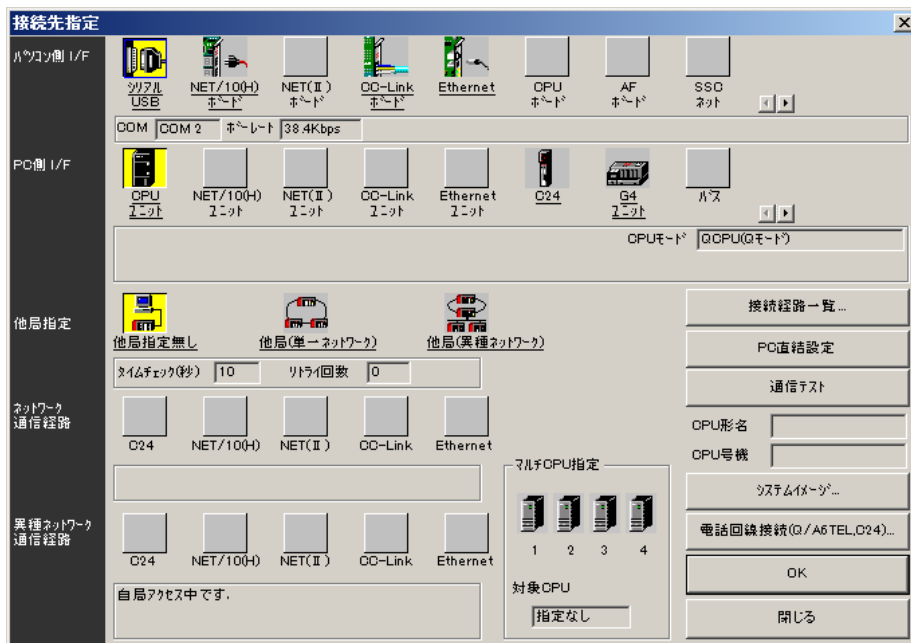 接続先指定
パソコン側 I/F
シリアル USB
NET/10(H) ボード
NET(II) ボード
CC-Link ボード
Ethernet
CPU ボード
AF ボード
SSC ネット
COM COM 2 ボーレート 38.4Kbps
PC側 I/F
CPU ユニット
NET/10(H) ユニット
NET(II) ユニット
CC-Link ユニット
Ethernet ユニット
C24
G4 ユニット
バス
CPUモード QCPU(Qモード)
他局指定
他局指定無し
他局(単一ネットワーク)
他局(異種ネットワーク)
タイムチェック(秒) 10 リトライ回数 0
ネットワーク
通信経路
C24 NET/10(H) NET(II) CC-Link Ethernet
異種ネットワーク
通信経路
C24 NET/10(H) NET(II) CC-Link Ethernet
自局アクセス中です.
マルチCPU指定
1 2 3 4
対象CPU
指定なし
接続経路一覧...
PC直結設定
通信テスト
CPU形名
CPU号機
システムイメージ...
電話回線接続(Q/A6TEL,C24)...
OK
閉じる